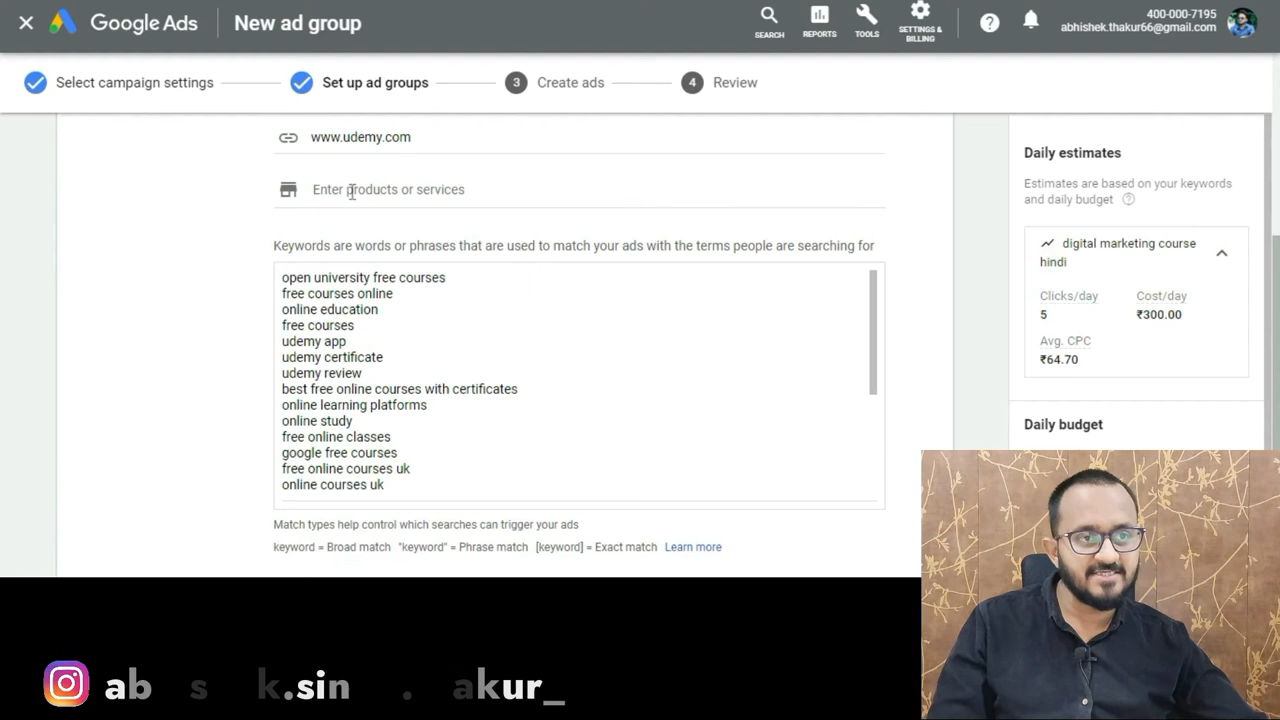 Google Ads
New ad group
SEARCH
REPORTS
TOOLS
SETTINGS &
BILLING
400-000-7195
abhishek.thakur66@gmail.com
Select campaign settings
Set up ad groups
3 Create ads
4 Review
www.udemy.com
Enter products or services
Keywords are words or phrases that are used to match your ads with the terms people are searching for
open university free courses
free courses online
online education
free courses
udemy app
udemy certificate
udemy review
best free online courses with certificates
online learning platforms
online study
free online classes
google free courses
free online courses uk
online courses uk
Match types help control which searches can trigger your ads
keyword = Broad match "keyword" = Phrase match [keyword] = Exact match Learn more
Daily estimates
Estimates are based on your keywords
and daily budget
digital marketing course
hindi
Clicks/day
Cost/day
5
₹300.00
Avg. CPC
₹64.70
Daily budget
ab s k.sin . akur_